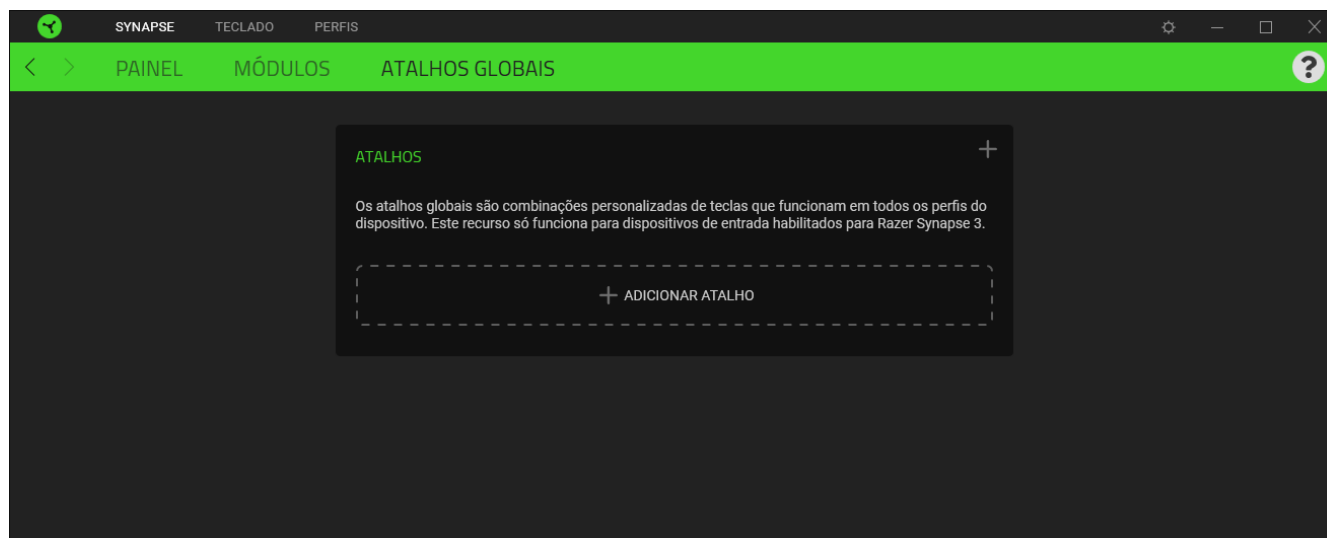 SYNAPSE TECLADO PERFIS
PAINEL MÓDULOS ATALHOS GLOBAIS ?
ATALHOS
Os atalhos globais são combinações personalizadas de teclas que funcionam em todos os perfis do
dispositivo. Este recurso só funciona para dispositivos de entrada habilitados para Razer Synapse 3.
ADICIONAR ATALHO